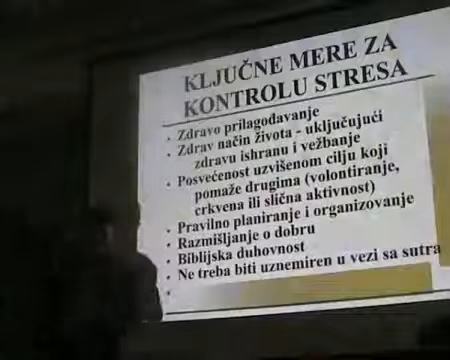 KLJUČNE MERE ZA
KONTROLU STRESA
• Zdravo prilagođavanje
• Zdrav način života - uključujući
zdravu ishranu i vežbanje
• Posvećenost uzvišenom cilju koji
pomaže drugima (volontiranje,
crkvena ili slična aktivnost)
• Pravilno planiranje i organizovanje
• Razmišljanje o dobru
• Biblijska duhovnost
• Ne treba biti uznemiren u vezi sa sutra
•